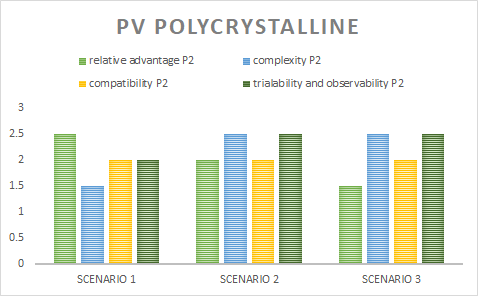 PV POLYCRYSTALLINE
relative advantage P2
complexity P2
compatibility P2
trialability and observability P2
3
2.5
2
1.5
1
0.5
0
SCENARIO 1
SCENARIO 2
SCENARIO 3